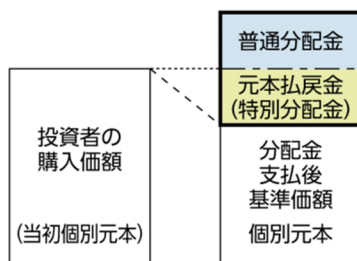 普通分配金
元本払戻金
(特別分配金)
投資者の
購入価額
(当初個別元本)
分配金
支払後
基準価額
個別元本